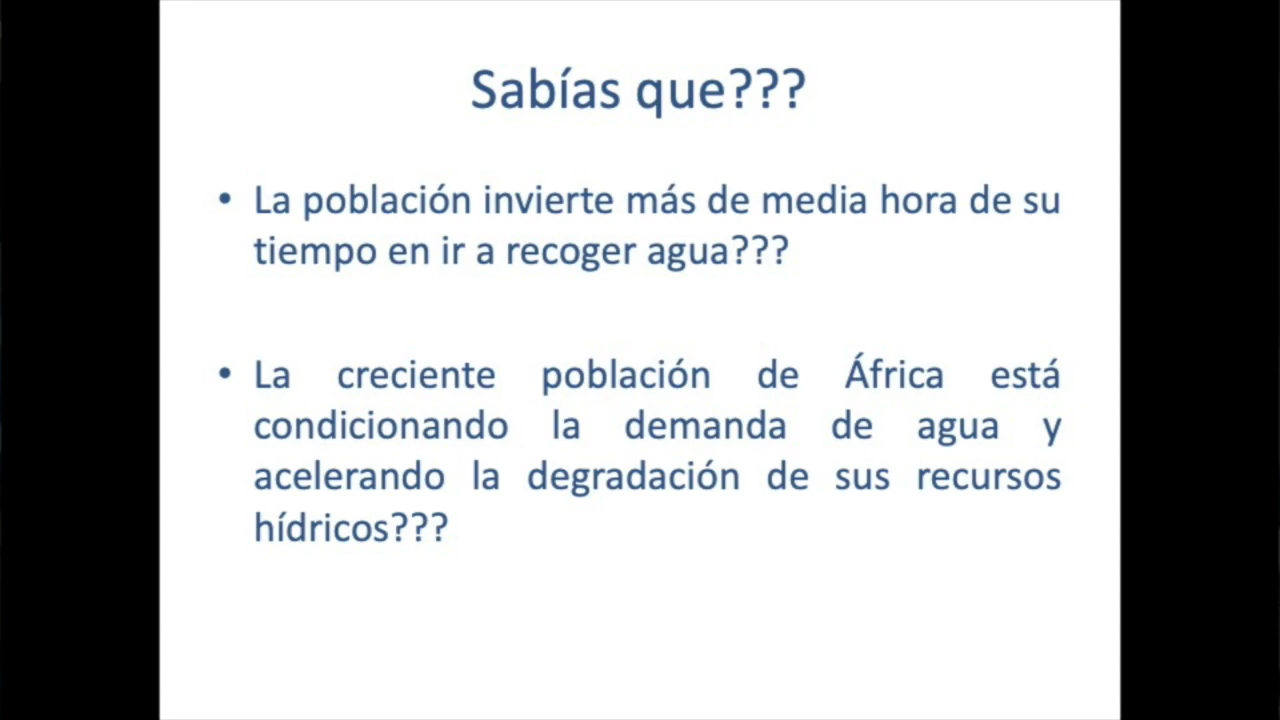 Sabías que???
• La población invierte más de media hora de su
tiempo en ir a recoger agua???
• La creciente población de África está
condicionando la demanda de agua y
acelerando la degradación de sus recursos
hídricos???